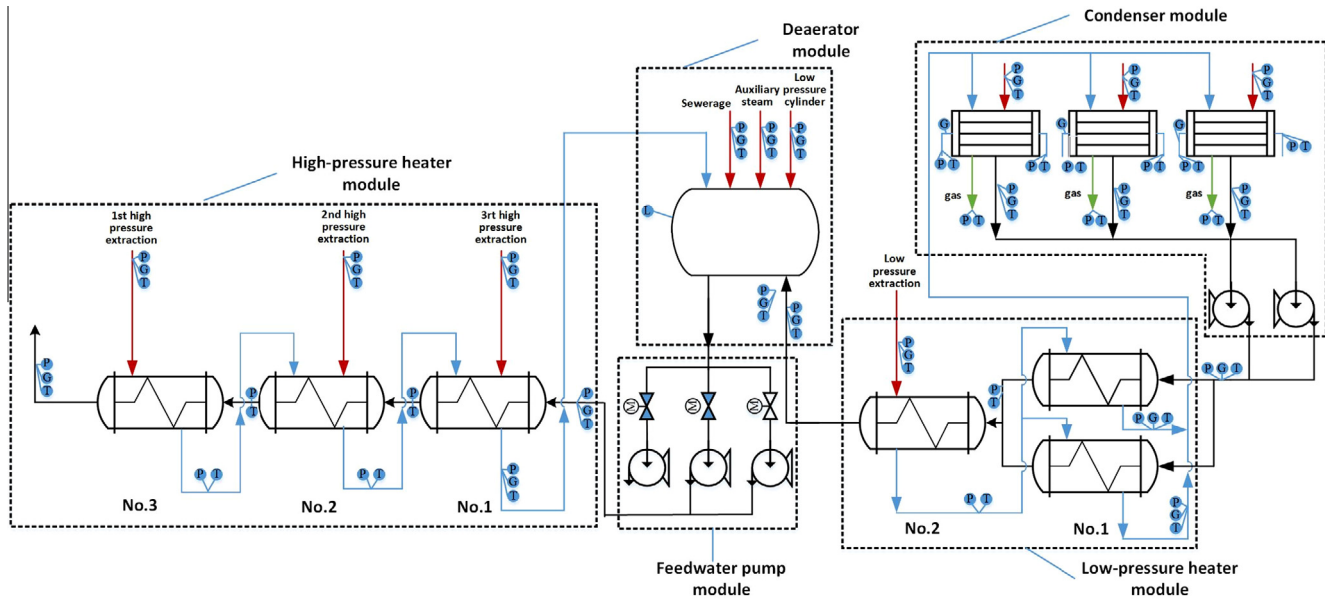 Condenser module
Deaerator
module
P
G
T
P
G
T
P
G
T
Sewerage
Auxiliary
steam
Low
pressure
cylinder
P
G
T
P
G
T
P
G
T
G
P T
P T
G
P T
P T
G
P T
P T
gas
P G T
P T
gas
P G T
P T
gas
P G T
P T
High-pressure heater
module
L
1st high
pressure
extraction
2nd high
pressure
extraction
3rt high
pressure
extraction
P
G
T
P
G
T
P
G
T
Low
pressure
extraction
P
G
T
P
G
T
P
G
T
P
G
T
P
T
P
T
P
G
T
M
M
M
P
T
P G T
P G T
P T
P T
P
G
T
P T
P
G
T
No.3
No.2
No.1
No.2
No.1
Feedwater pump
module
Low-pressure heater
module